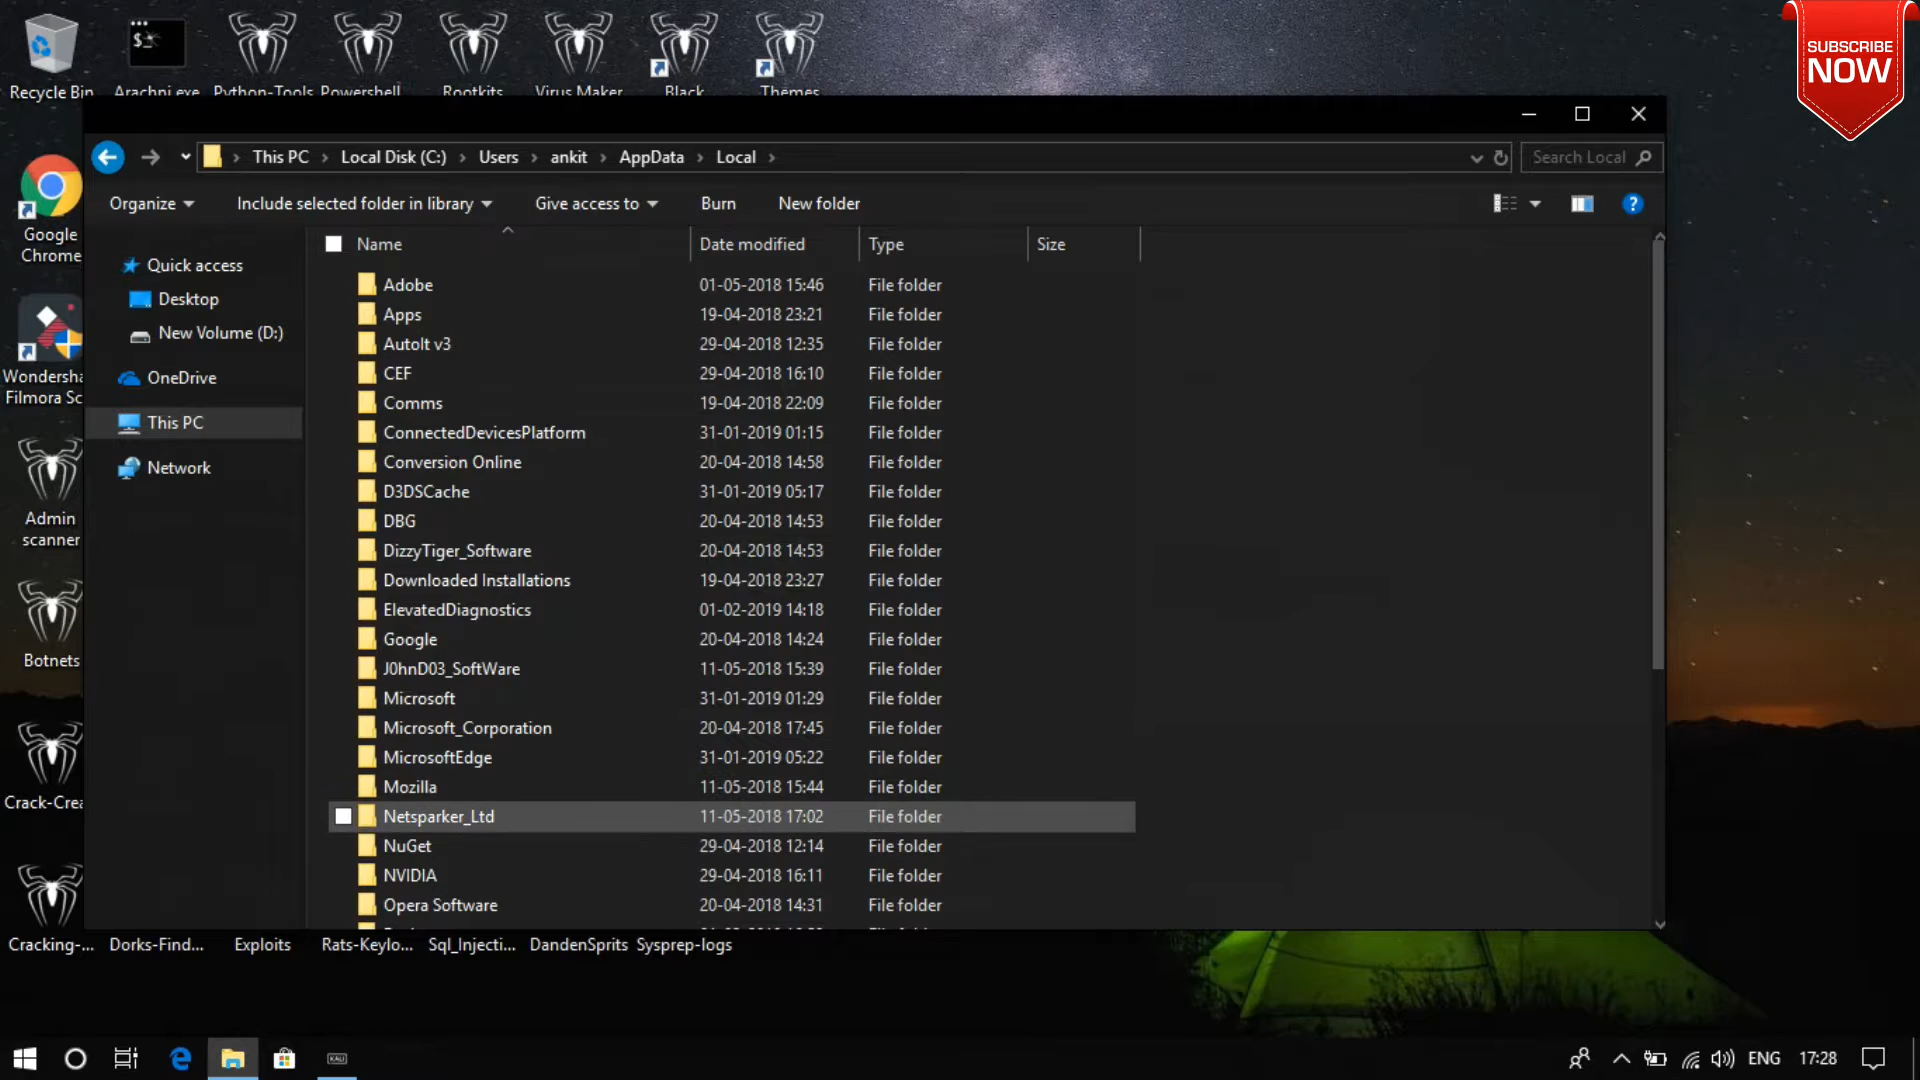 SUBSCRIBE
NOW
Recycle Bin
Arachni.exe
Python-Tools
Powershell
Rootkits
Virus Maker
Black
Themes
This PC
Local Disk (C:)
Users
ankit
AppData
Local
Search Local
Organize
Include selected folder in library
Give access to
Burn
New folder
Google
Chrome
Wondersha
Filmora Sc
Admin
scanner
Botnets
Crack-Crea
Quick access
Desktop
New Volume (D:)
OneDrive
This PC
Network
Name Date modified Type Size
Adobe 01-05-2018 15:46 File folder
Apps 19-04-2018 23:21 File folder
AutoIt v3 29-04-2018 12:35 File folder
CEF 29-04-2018 16:10 File folder
Comms 19-04-2018 22:09 File folder
ConnectedDevicesPlatform 31-01-2019 01:15 File folder
Conversion Online 20-04-2018 14:58 File folder
D3DSCache 31-01-2019 05:17 File folder
DBG 20-04-2018 14:53 File folder
DizzyTiger_Software 20-04-2018 14:53 File folder
Downloaded Installations 19-04-2018 23:27 File folder
ElevatedDiagnostics 01-02-2019 14:18 File folder
Google 20-04-2018 14:24 File folder
J0hnD03_SoftWare 11-05-2018 15:39 File folder
Microsoft 31-01-2019 01:29 File folder
Microsoft_Corporation 20-04-2018 17:45 File folder
MicrosoftEdge 31-01-2019 05:22 File folder
Mozilla 11-05-2018 15:44 File folder
Netsparker_Ltd 11-05-2018 17:02 File folder
NuGet 29-04-2018 12:14 File folder
NVIDIA 29-04-2018 16:11 File folder
Opera Software 20-04-2018 14:31 File folder
Cracking-...
Dorks-Find...
Exploits
Rats-Keylo...
Sql_Injecti...
DandenSprits
Sysprep-logs
KALI
ENG
17:28